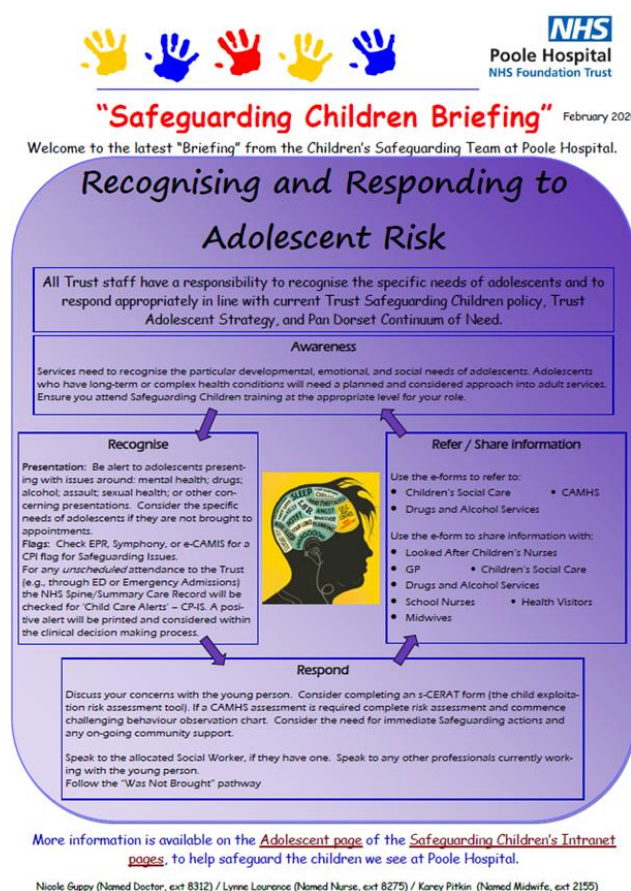 NHS
Poole Hospital
NHS Foundation Trust
"Safeguarding Children Briefing"
February 202
Welcome to the latest "Briefing" from the Children's Safeguarding Team at Poole Hospital.
Recognising and Responding to
Adolescent Risk
All Trust staff have a responsibility to recognise the specific needs of adolescents and to
respond appropriately in line with current Trust Safeguarding Children policy, Trust
Adolescent Strategy, and Pan Dorset Continuum of Need.
Awareness
Services need to recognise the particular developmental, emotional, and social needs of adolescents. Adolescents
who have long-term or complex health conditions will need a planned and considered approach into adult services.
Ensure you attend Safeguarding Children training at the appropriate level for your role.
Recognise
Presentation: Be alert to adolescents present-
ing with issues around: mental health; drugs;
alcohol; assault; sexual health; or other con-
cerning presentations. Consider the specific
needs of adolescents if they are not brought to
appointments.
Flags: Check EPR, Symphony, or e-CAMIS for a
CPI flag for Safeguarding Issues.
For any unscheduled attendance to the Trust
(e.g., through ED or Emergency Admissions)
the NHS Spine/Summary Care Record will be
checked for 'Child Care Alerts' – CP-IS. A posi-
tive alert will be printed and considered within
the clinical decision making process.
SLEEP
Refer / Share information
Use the e-forms to refer to:
• Children's Social Care • CAMHS
• Drugs and Alcohol Services
Use the e-form to share information with:
• Looked After Children's Nurses
• GP • Children's Social Care
• Drugs and Alcohol Services
• School Nurses • Health Visitors
• Midwives
Respond
Discuss your concerns with the young person. Consider completing an s-CERAT form (the child exploita-
tion risk assessment tool). If a CAMHS assessment is required complete risk assessment and commence
challenging behaviour observation chart. Consider the need for immediate Safeguarding actions and
any on-going community support.
Speak to the allocated Social Worker, if they have one. Speak to any other professionals currently work-
ing with the young person.
Follow the "Was Not Brought" pathway
More information is available on the Adolescent page of the Safeguarding Children's Intranet
pages, to help safeguard the children we see at Poole Hospital.
Nicole Guppy (Named Doctor, ext 8312) / Lynne Lourence (Named Nurse, ext 8275) / Karey Pitkin (Named Midwife, ext 2155)